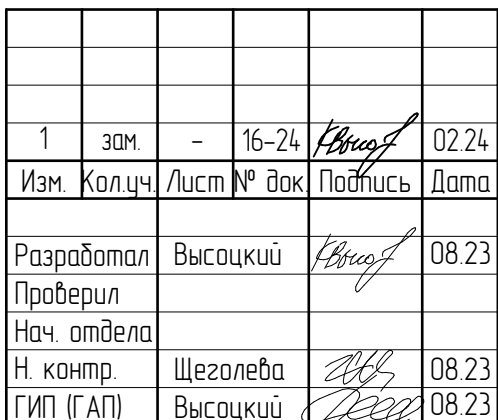 1 зам. – 16-24 02.24
Изм. Кол.уч. Лист № док. Подпись Дата
Разработал Высоцкий 08.23
Проверил
Нач. отдела
Н. контр. Щеголева 08.23
ГИП (ГАП) Высоцкий 08.23